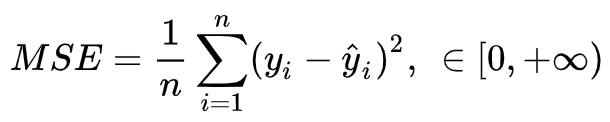 MSE = \frac{1}{n} \sum_{i=1}^{n} (y_i - \hat{y}_i)^2, \in [0, +\infty)